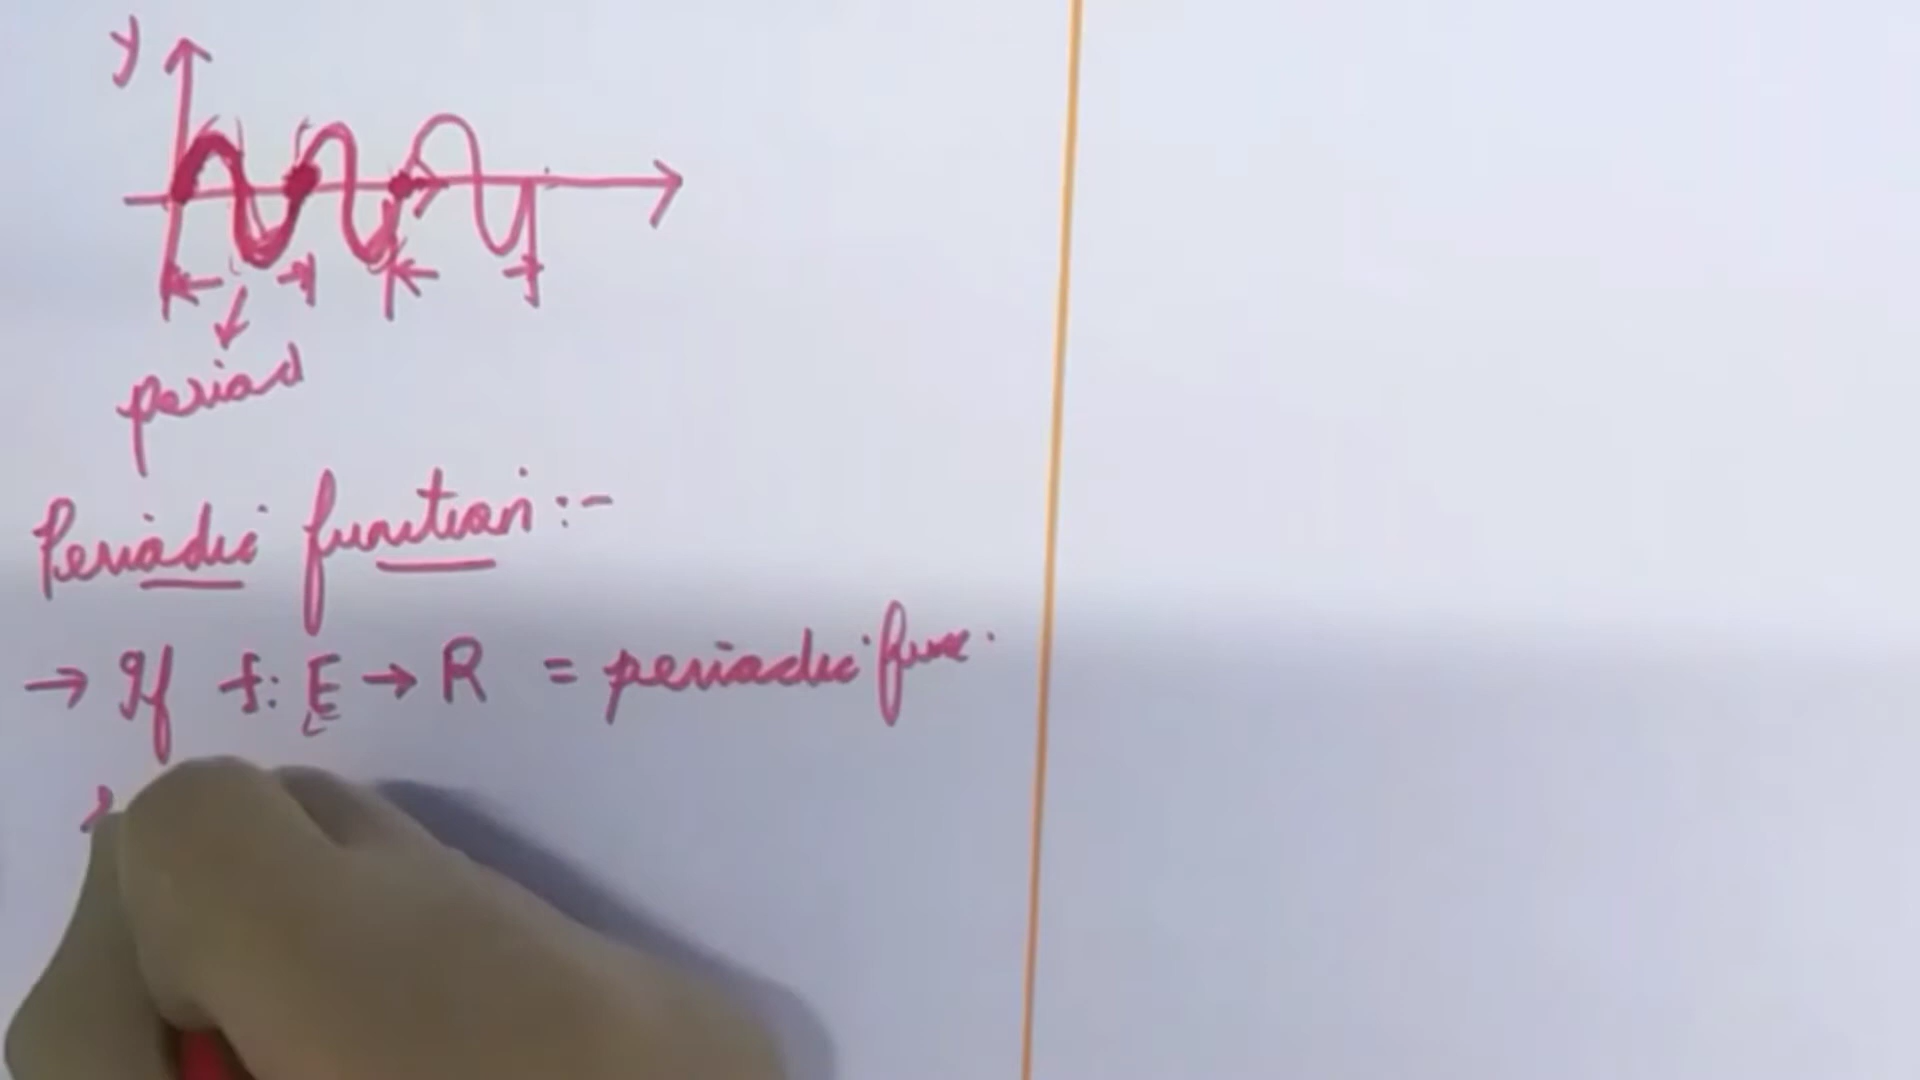 y
period
Periodic function :-
→ If f: E → R = periodic func.